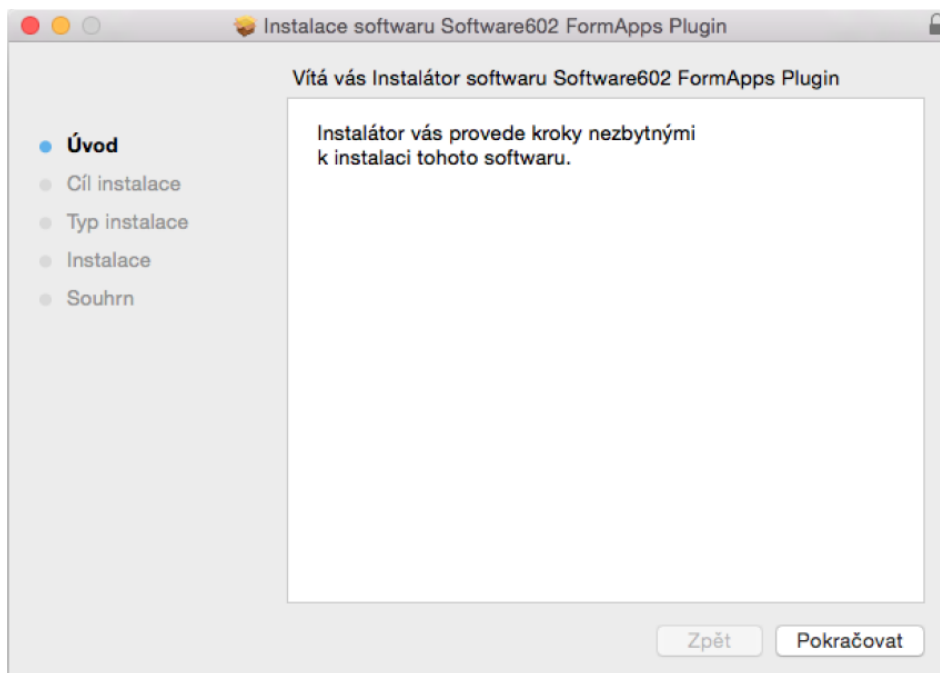 Instalace softwaru Software602 FormApps Plugin
Vítá vás Instalátor softwaru Software602 FormApps Plugin
Úvod
Cíl instalace
Typ instalace
Instalace
Souhrn
Instalátor vás provede kroky nezbytnými
k instalaci tohoto softwaru.
Zpět
Pokračovat